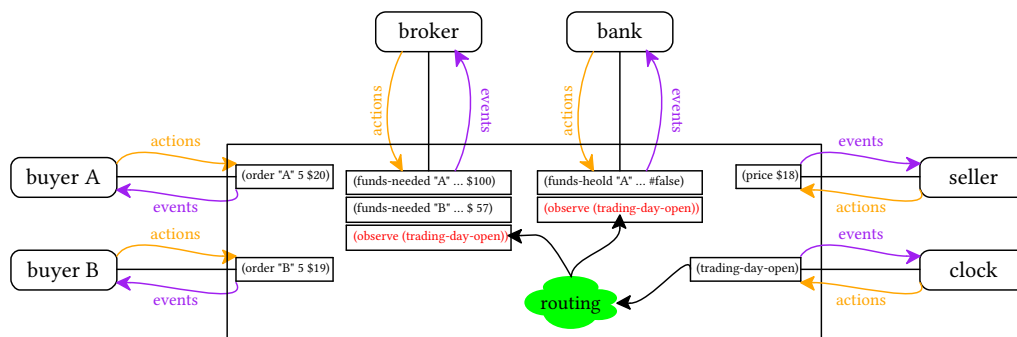 broker
bank
actions
events
actions
events
actions
events
buyer A
(order "A" 5 $20)
(funds-needed "A" ... $100)
(funds-heold "A" ... #false)
(price $18)
seller
events
(funds-needed "B" ... $ 57)
(observe (trading-day-open))
actions
actions
(observe (trading-day-open))
events
buyer B
(order "B" 5 $19)
(trading-day-open)
clock
events
routing
actions